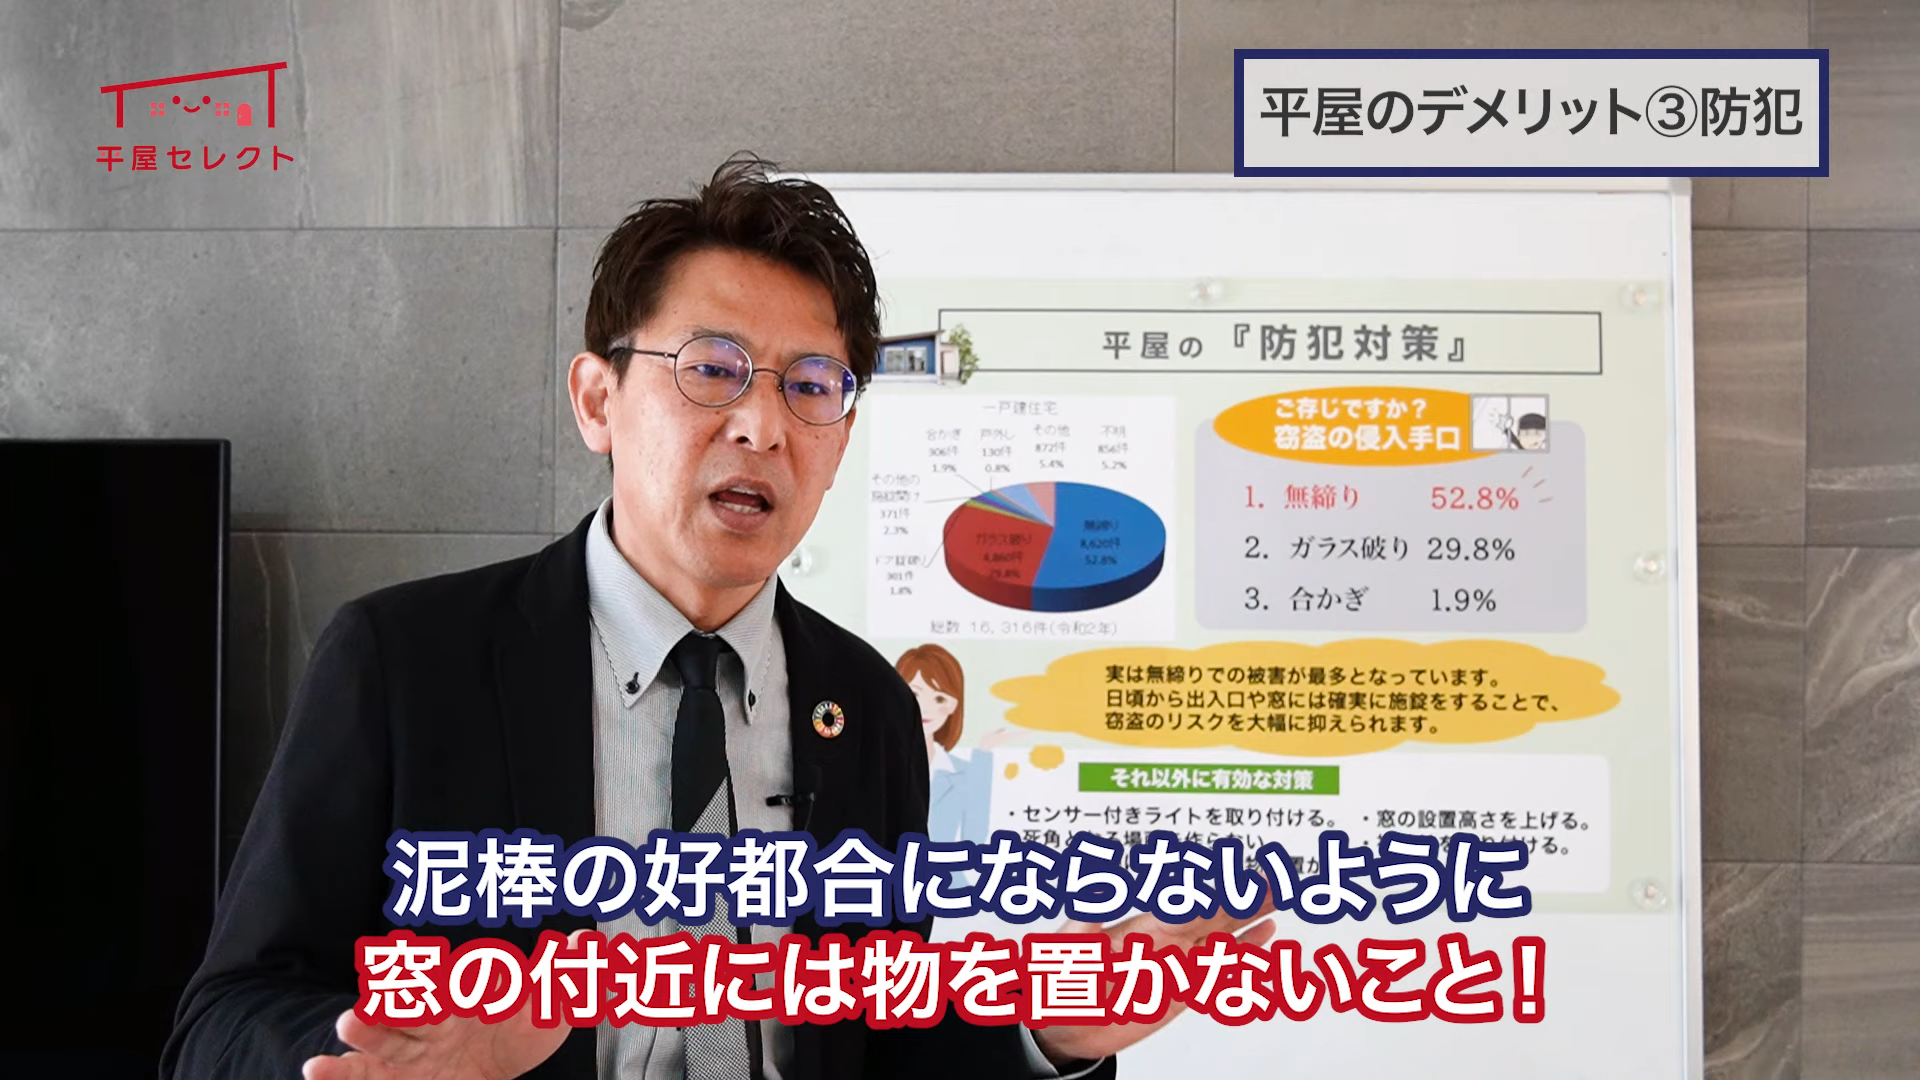 平屋セレクト
平屋のデメリット③防犯
平屋の『防犯対策』
一戸建住宅
合かぎ
306件
1.9%
戸外し
130件
0.8%
その他
872件
5.4%
不明
856件
5.2%
その他の
施錠開け
371件
2.3%
ドア錠破り
301件
1.8%
ガラス破り
4,860件
29.8%
無締り
8,620件
52.8%
総数 16,316件(令和2年)
ご存じですか？
窃盗の侵入手口
1. 無締り 52.8%
2. ガラス破り 29.8%
3. 合かぎ 1.9%
実は無締りでの被害が最多となっています。
日頃から出入口や窓には確実に施錠をすることで、
窃盗のリスクを大幅に抑えられます。
それ以外に有効な対策
・センサー付きライトを取り付ける。
・窓の設置高さを上げる。
泥棒の好都合にならないように
窓の付近には物を置かないこと！